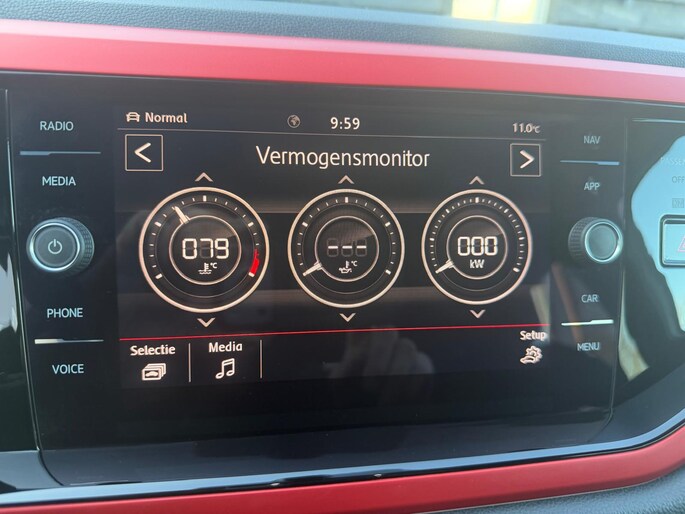 RADIO
MEDIA
PHONE
VOICE
Normal
9:59
11.0°C
Vermogensmonitor
079
°C
---
°C
000
kW
Selectie
Media
Setup
NAV
APP
CAR
MENU